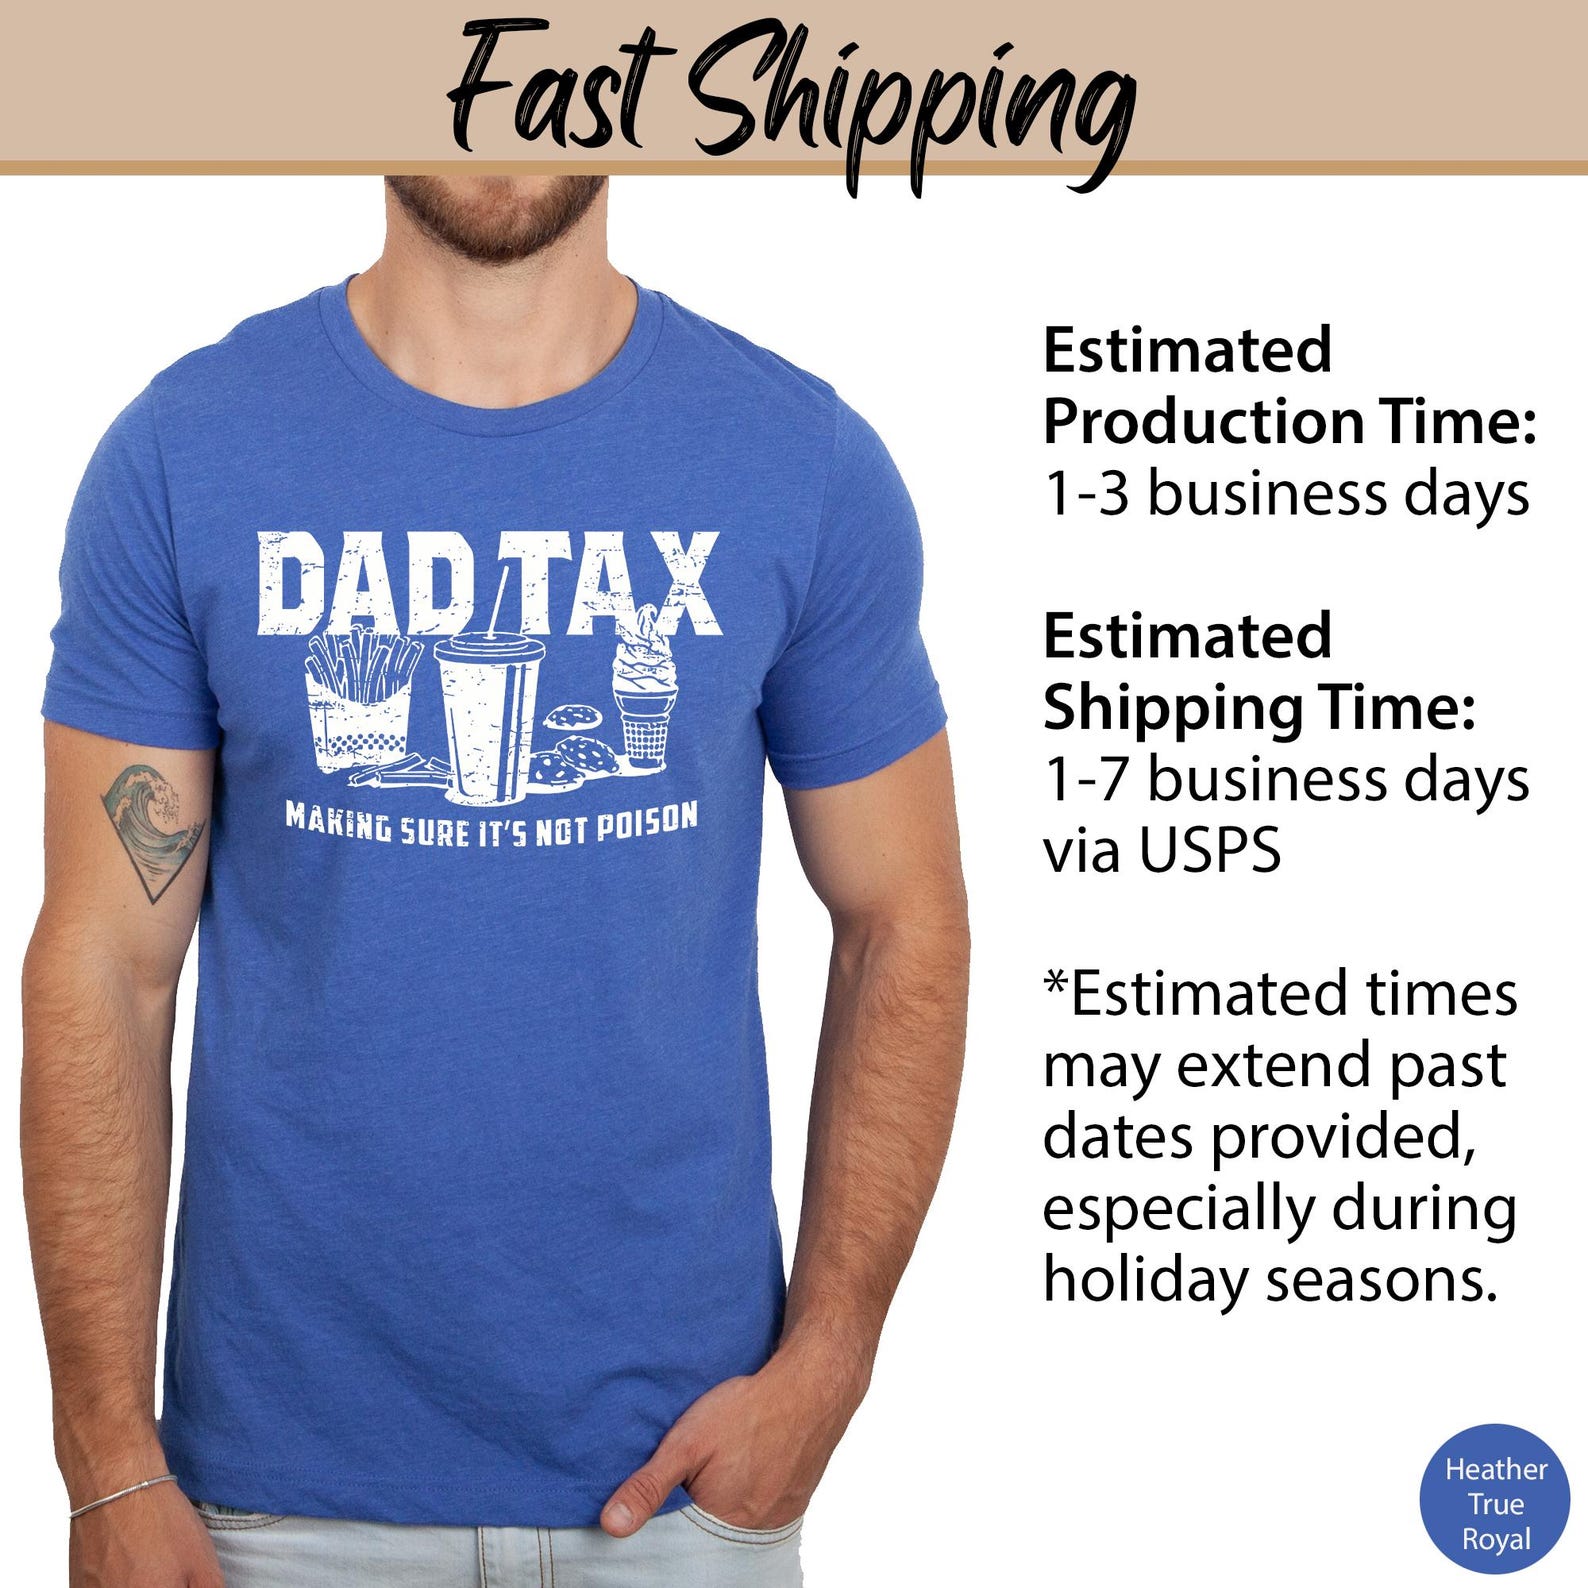 Fast Shipping
DAD TAX
MAKING SURE IT'S NOT POISON
Estimated
Production Time:
1-3 business days
Estimated
Shipping Time:
1-7 business days
via USPS
*Estimated times
may extend past
dates provided,
especially during
holiday seasons.
Heather
True
Royal